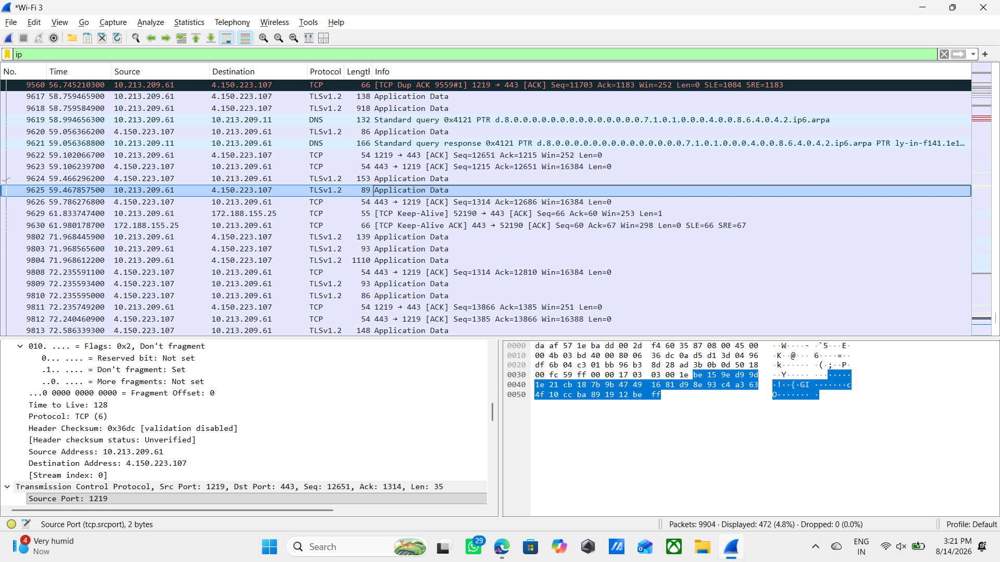 *Wi-Fi 3
File Edit View Go Capture Analyze Statistics Telephony Wireless Tools Help
ip
No. Time Source Destination Protocol Length Info
9560 56.745210300 10.213.209.61 4.150.223.107 TCP 66 [TCP Dup ACK 9559#1] 1219 → 443 [ACK] Seq=11703 Ack=1183 Win=252 Len=0 SLE=1084 SRE=1183
9617 58.759465900 10.213.209.61 4.150.223.107 TLSv1.2 138 Application Data
9618 58.759584900 10.213.209.61 4.150.223.107 TLSv1.2 918 Application Data
9619 58.994656300 10.213.209.61 10.213.209.11 DNS 132 Standard query 0x4121 PTR d.8.0.0.0.0.0.0.0.0.0.0.0.0.0.0.7.1.0.1.0.0.0.4.0.0.8.6.4.0.4.2.ip6.arpa
9620 59.056366200 4.150.223.107 10.213.209.61 TLSv1.2 86 Application Data
9621 59.056368800 10.213.209.11 10.213.209.61 DNS 166 Standard query response 0x4121 PTR d.8.0.0.0.0.0.0.0.0.0.0.0.0.0.0.7.1.0.1.0.0.0.4.0.0.8.6.4.0.4.2.ip6.arpa PTR ly-in-f141.1e1…
9622 59.102066700 10.213.209.61 4.150.223.107 TCP 54 1219 → 443 [ACK] Seq=12651 Ack=1215 Win=252 Len=0
9623 59.106239700 4.150.223.107 10.213.209.61 TCP 54 443 → 1219 [ACK] Seq=1215 Ack=12651 Win=16384 Len=0
9624 59.466296200 4.150.223.107 10.213.209.61 TLSv1.2 153 Application Data
9625 59.467857500 10.213.209.61 4.150.223.107 TLSv1.2 89 Application Data
9626 59.786276800 4.150.223.107 10.213.209.61 TCP 54 443 → 1219 [ACK] Seq=1314 Ack=12686 Win=16384 Len=0
9629 61.833747400 10.213.209.61 172.188.155.25 TCP 55 [TCP Keep-Alive] 52190 → 443 [ACK] Seq=66 Ack=60 Win=253 Len=1
9630 61.980178700 172.188.155.25 10.213.209.61 TCP 66 [TCP Keep-Alive ACK] 443 → 52190 [ACK] Seq=60 Ack=67 Win=298 Len=0 SLE=66 SRE=67
9802 71.968445900 10.213.209.61 4.150.223.107 TLSv1.2 139 Application Data
9803 71.968565600 10.213.209.61 4.150.223.107 TLSv1.2 93 Application Data
9804 71.968612200 10.213.209.61 4.150.223.107 TLSv1.2 1110 Application Data
9808 72.235591100 4.150.223.107 10.213.209.61 TCP 54 443 → 1219 [ACK] Seq=1314 Ack=12810 Win=16384 Len=0
9809 72.235593400 4.150.223.107 10.213.209.61 TLSv1.2 93 Application Data
9810 72.235595000 4.150.223.107 10.213.209.61 TLSv1.2 86 Application Data
9811 72.235749200 10.213.209.61 4.150.223.107 TCP 54 1219 → 443 [ACK] Seq=13866 Ack=1385 Win=251 Len=0
9812 72.240460900 4.150.223.107 10.213.209.61 TCP 54 443 → 1219 [ACK] Seq=1385 Ack=13866 Win=16388 Len=0
9813 72.586339300 4.150.223.107 10.213.209.61 TLSv1.2 148 Application Data
010. .... = Flags: 0x2, Don't fragment
0... .... = Reserved bit: Not set
.1.. .... = Don't fragment: Set
..0. .... = More fragments: Not set
...0 0000 0000 0000 = Fragment Offset: 0
Time to Live: 128
Protocol: TCP (6)
Header Checksum: 0x36dc [validation disabled]
[Header checksum status: Unverified]
Source Address: 10.213.209.61
Destination Address: 4.150.223.107
[Stream index: 0]
Transmission Control Protocol, Src Port: 1219, Dst Port: 443, Seq: 12651, Ack: 1314, Len: 35
Source Port: 1219
0000 da af 57 1e ba dd 00 2d f4 60 35 87 08 00 45 00 ··W····- ·`5···E·
0010 00 4b 03 bd 40 00 80 06 36 dc 0a d5 d1 3d 04 96 ·K··@··· 6····=··
0020 df 6b 04 c3 01 bb 96 b3 8d 28 ad 3b 0b 0d 50 18 ·k······ ·(·;··P·
0030 00 fc 59 ff 00 00 17 03 03 00 1e be 15 9e d9 9d ··Y····· ········
0040 1e 21 cb 18 7b 9b 47 49 16 81 d9 8e 93 c4 a3 63 ·!··{·GI ·······c
0050 4f 10 cc ba 89 19 12 be ff O······· ·
Source Port (tcp.srcport), 2 bytes
Packets: 9904 · Displayed: 472 (4.8%) · Dropped: 0 (0.0%)
Profile: Default
4
Very humid
Now
Search
29
ENG
IN
3:21 PM
8/14/2026